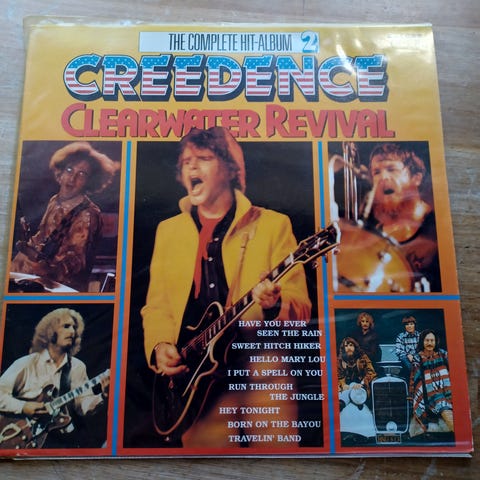 THE COMPLETE HIT-ALBUM 2
CREEDENCE
CLEARWATER REVIVAL
HAVE YOU EVER
SEEN THE RAIN
SWEET HITCH HIKER
HELLO MARY LOU
I PUT A SPELL ON YOU
RUN THROUGH
THE JUNGLE
HEY TONIGHT
BORN ON THE BAYOU
TRAVELIN' BAND